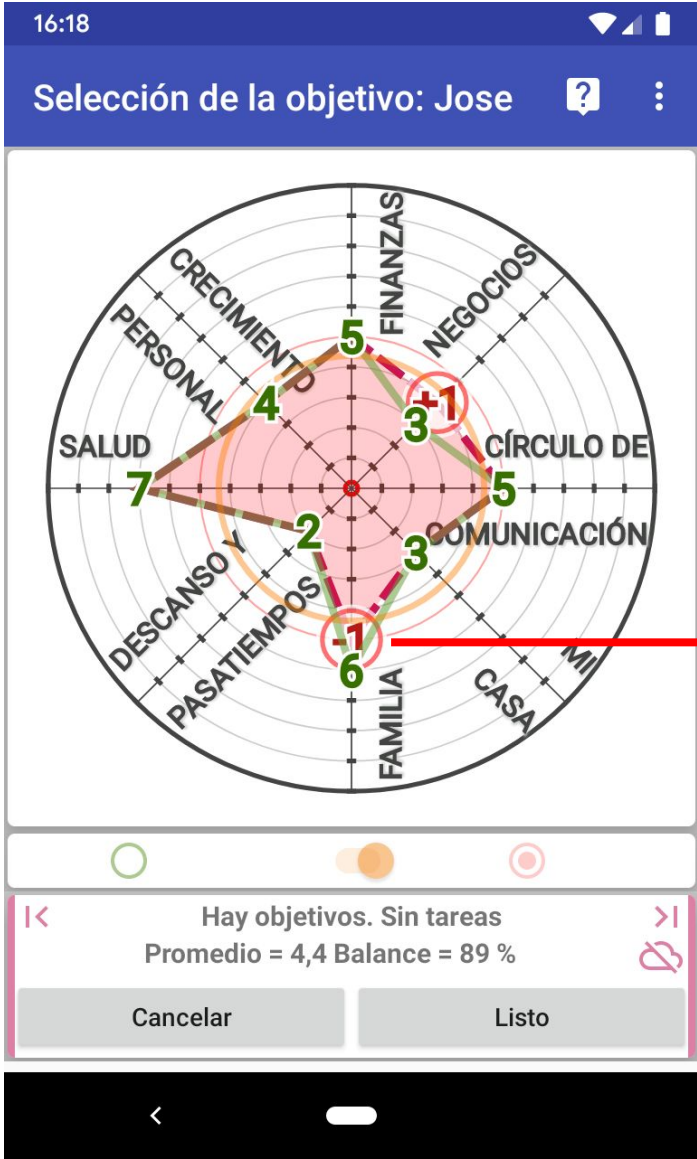 16:18
Selección de la objetivo: Jose
?
FINANZAS
NEGOCIOS
CRECIMIENTO
PERSONAL
5
+1
4
3
SALUD
CÍRCULO DE
7
5
COMUNICACIÓN
2
3
DESCANSO Y
PASATIEMPOS
-1
6
MI
CASA
FAMILIA
Hay objetivos. Sin tareas
Promedio = 4,4 Balance = 89 %
Cancelar
Listo